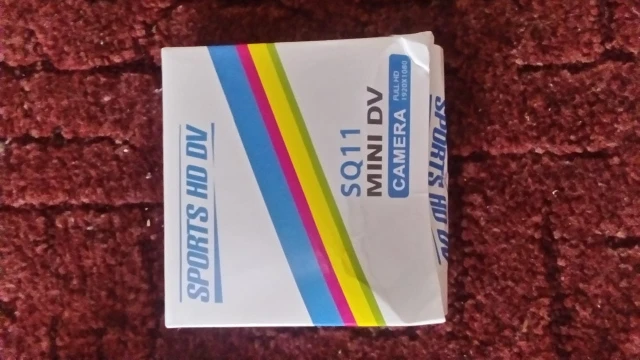 SPORTS HD DV
SQ11
MINI DV
CAMERA
FULL HD
1920X1080
SPORTS HD DV